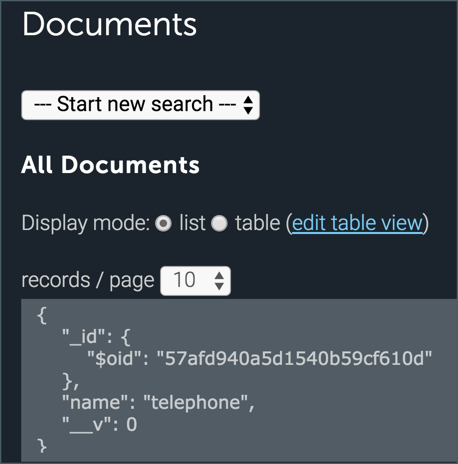 Documents
--- Start new search ---
All Documents
Display mode: list table (edit table view)
records / page 10
{
"_id": {
"$oid": "57afd940a5d1540b59cf610d"
},
"name": "telephone",
"__v": 0
}